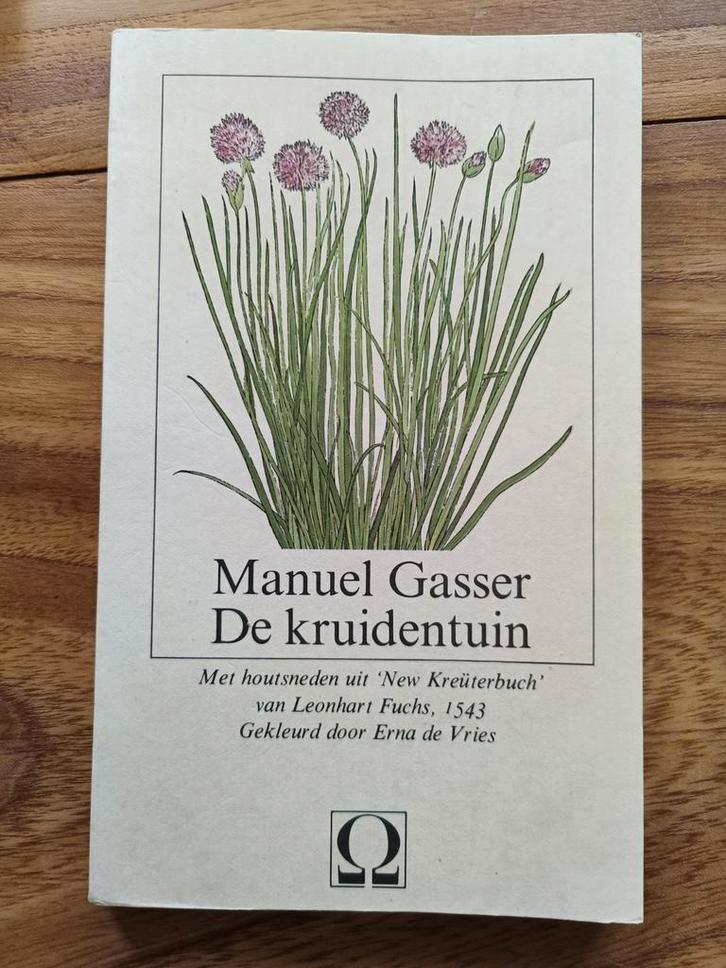 Manuel Gasser
De kruidentuin
Met houtsneden uit ‘New Kreüterbuch’
van Leonhart Fuchs, 1543
Gekleurd door Erna de Vries
Ω